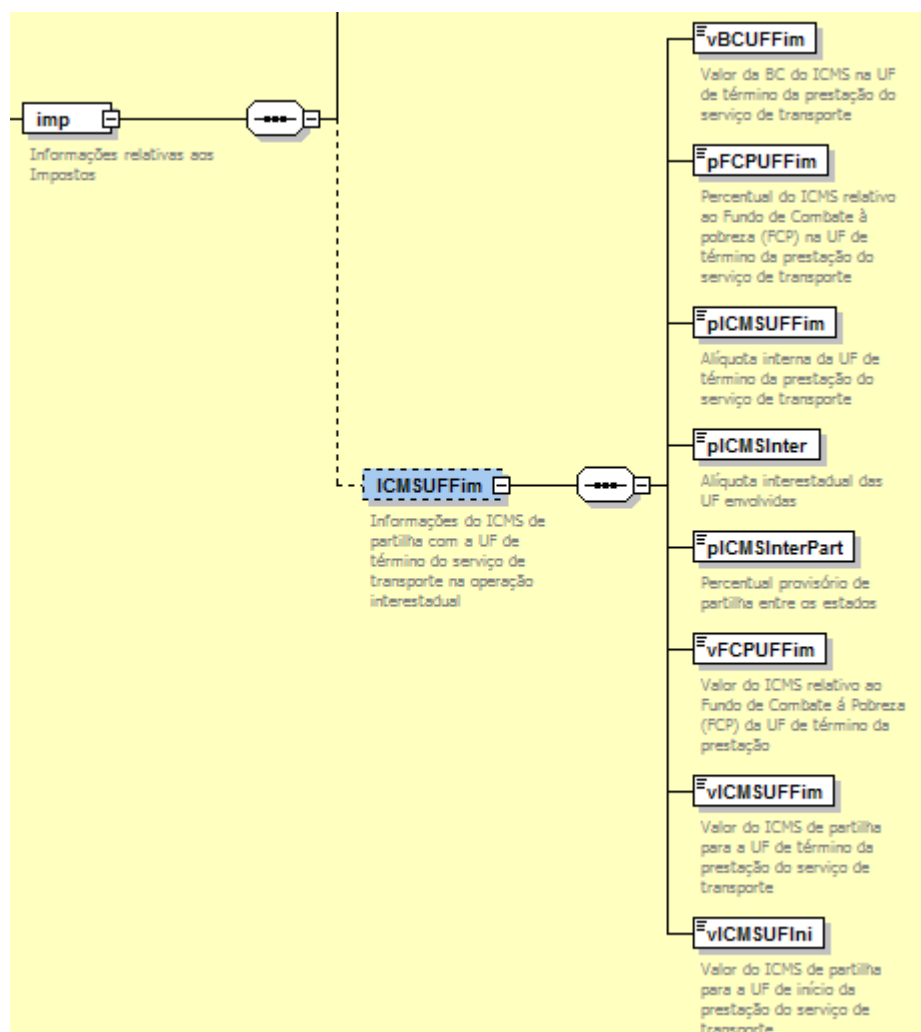 imp
Informações relativas aos
Impostos
ICMSUFFim
Informações do ICMS de
partilha com a UF de
término do serviço de
transporte na operação
interestadual
vBCUFFim
Valor da BC do ICMS na UF
de término da prestação do
serviço de transporte
pFCPUFFim
Percentual do ICMS relativo
ao Fundo de Combate à
pobreza (FCP) na UF de
término da prestação do
serviço de transporte
pICMSUFFim
Alíquota interna da UF de
término da prestação do
serviço de transporte
pICMSInter
Alíquota interestadual das
UF envolvidas
pICMSInterPart
Percentual provisório de
partilha entre os estados
vFCPUFFim
Valor do ICMS relativo ao
Fundo de Combate á Pobreza
(FCP) da UF de término da
prestação
vICMSUFFim
Valor do ICMS de partilha
para a UF de término da
prestação do serviço de
transporte
vICMSUFIni
Valor do ICMS de partilha
para a UF de início da
prestação do serviço de
transporte